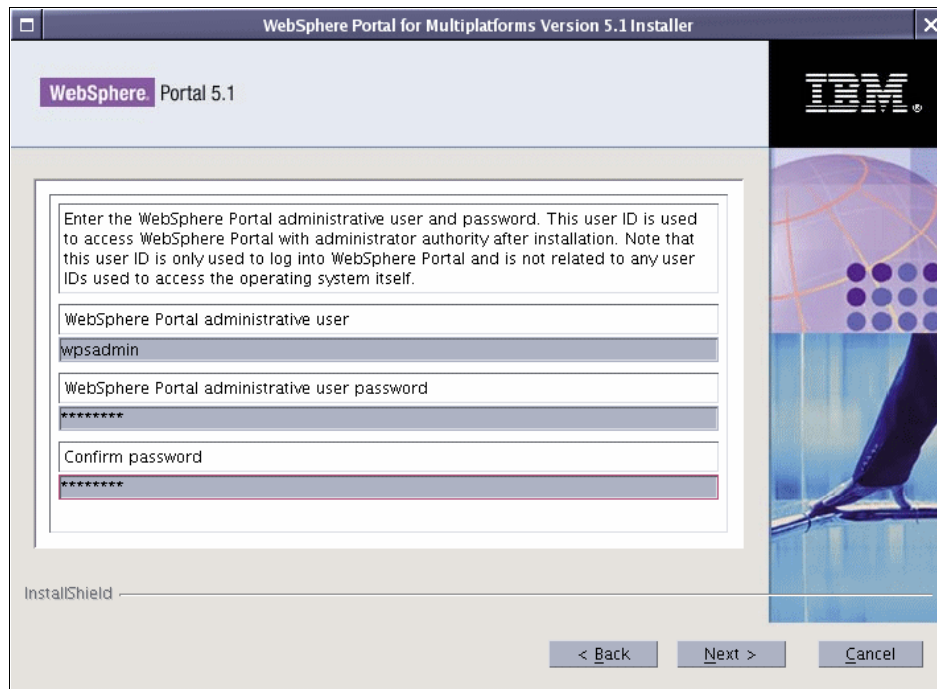 WebSphere Portal for Multiplatforms Version 5.1 Installer
WebSphere. Portal 5.1
IBM®
Enter the WebSphere Portal administrative user and password. This user ID is used
to access WebSphere Portal with administrator authority after installation. Note that
this user ID is only used to log into WebSphere Portal and is not related to any user
IDs used to access the operating system itself.
WebSphere Portal administrative user
wpsadmin
WebSphere Portal administrative user password
********
Confirm password
********
InstallShield
< Back
Next >
Cancel